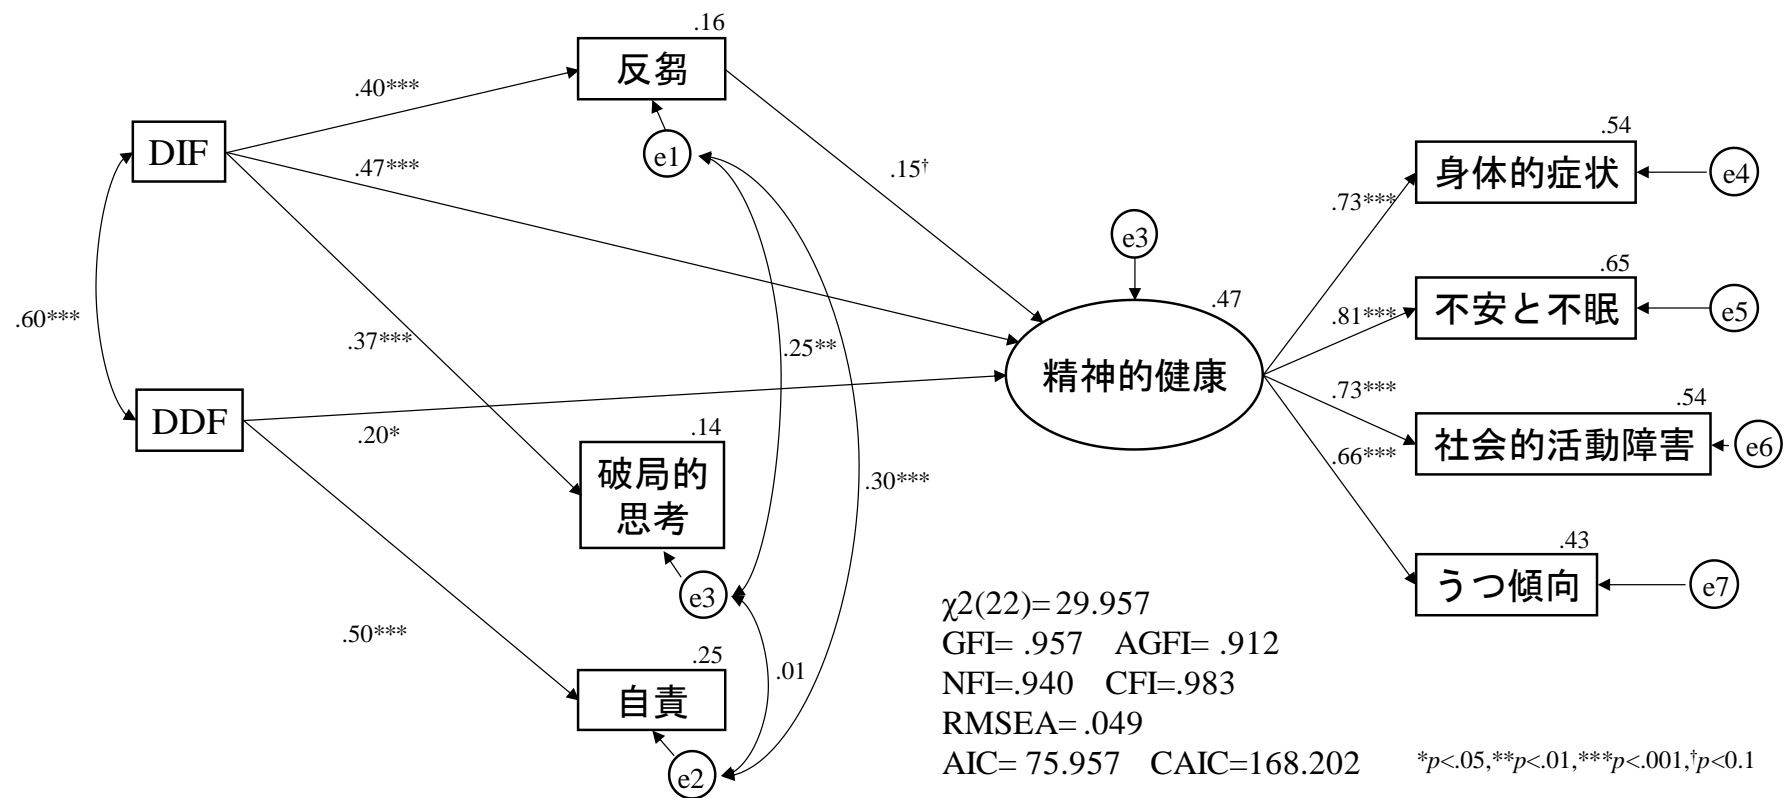 .16
反芻
.40***
DIF
e1
.47***
.15†
.54
身体的症状
e4
.73***
e3
.65
不安と不眠
e5
.81***
.47
精神的健康
.60***
.37***
.25**
.73***
.54
社会的活動障害
e6
DDF
.20*
.14
破局的
思考
.66***
.30***
e3
.43
うつ傾向
e7
.50***
.25
自責
.01
e2
χ2(22)= 29.957
GFI= .957 AGFI= .912
NFI=.940 CFI=.983
RMSEA= .049
AIC= 75.957 CAIC=168.202
*p<.05,**p<.01,***p<.001,†p<0.1